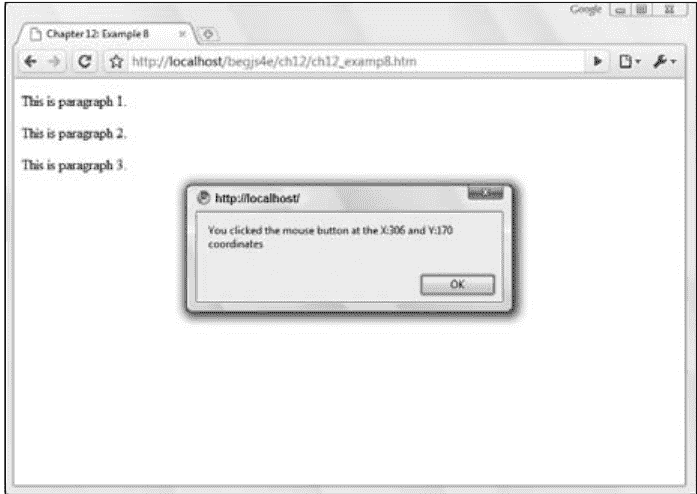 Google
Chapter 12: Example 8
http://localhost/begjs4e/ch12/ch12_examp8.htm
This is paragraph 1.
This is paragraph 2.
This is paragraph 3.
http://localhost/
You clicked the mouse button at the X:306 and Y:170
coordinates
OK